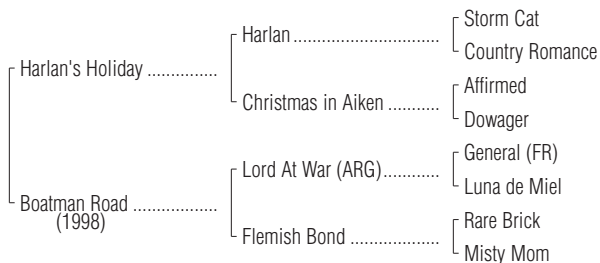 Storm Cat
Harlan..............................
Country Romance
Harlan's Holiday ...............
Affirmed
Christmas in Aiken ...........
Dowager
General (FR)
Lord At War (ARG)............
Luna de Miel
Boatman Road ..................
(1998)
Rare Brick
Flemish Bond ...................
Misty Mom